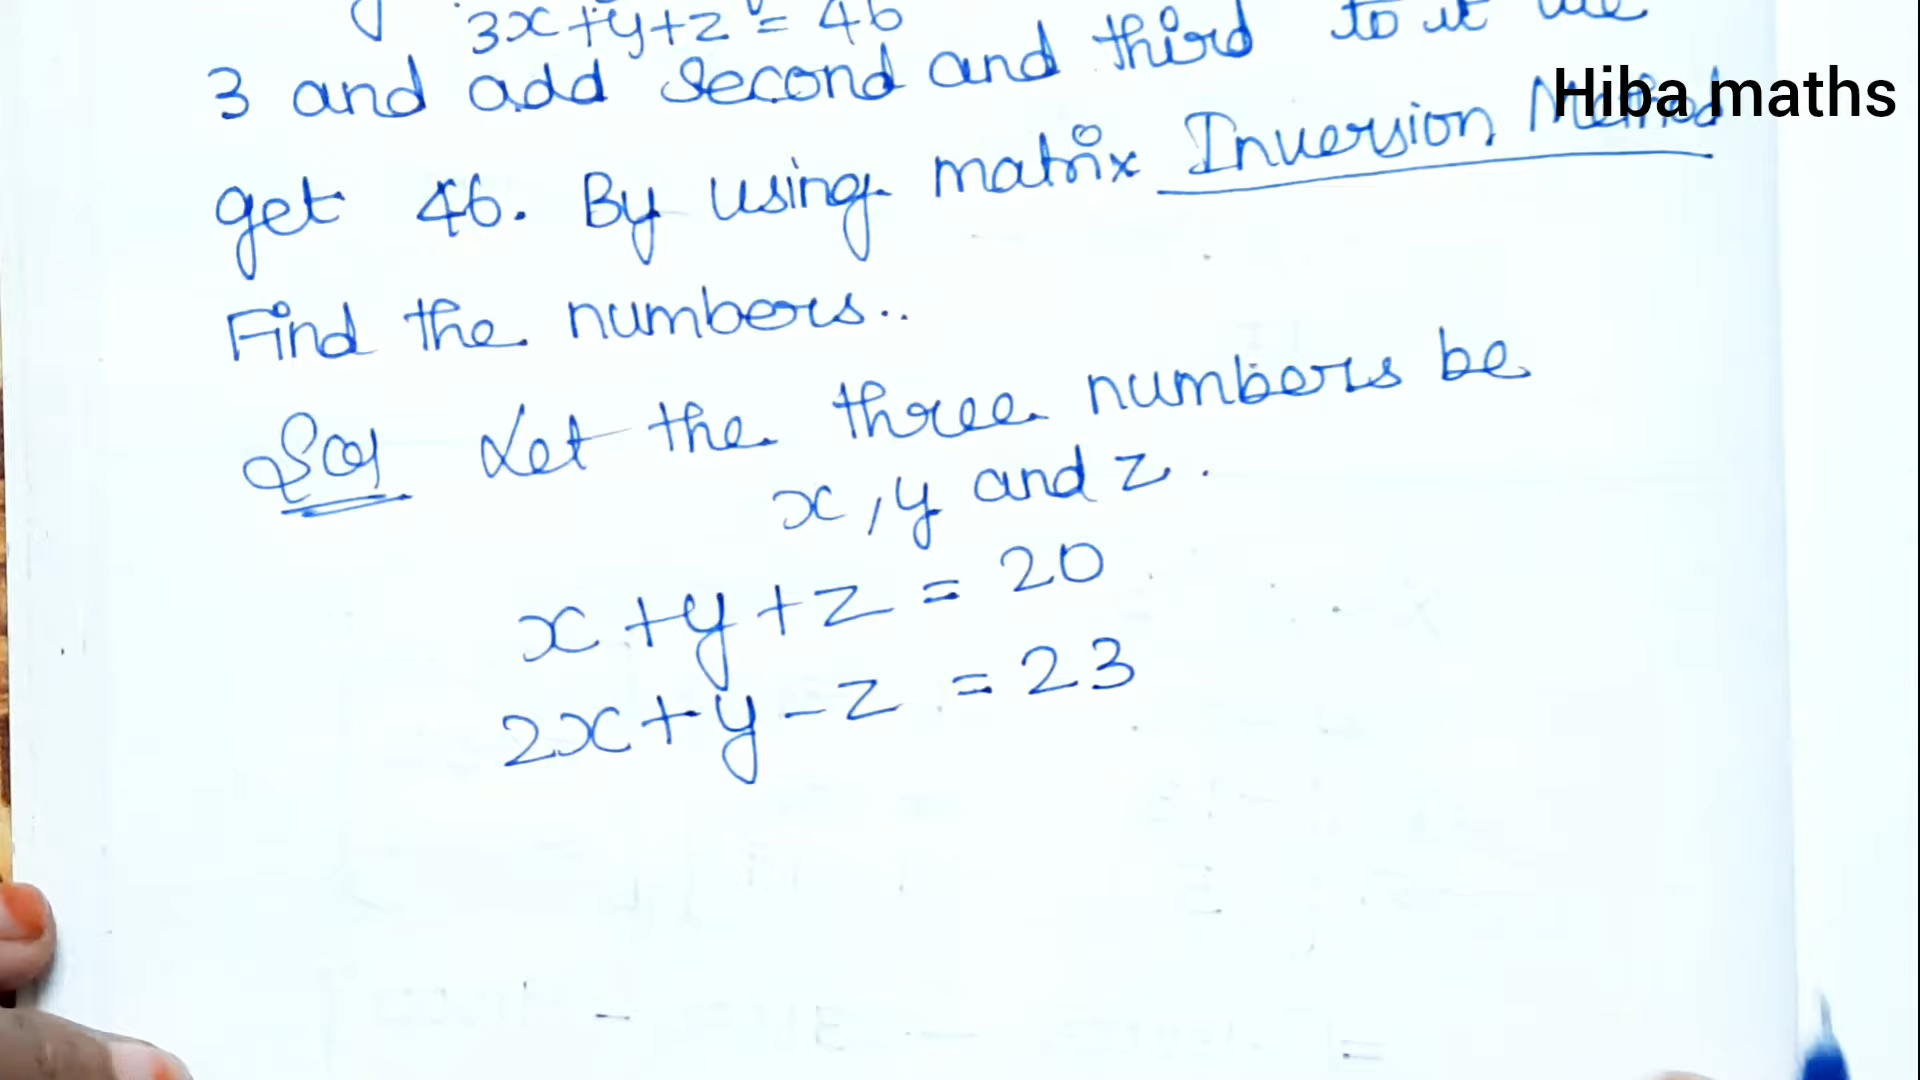 3x+y+z = 46
3 and add second and third to it we
Hiba maths
get 46. By using matrix Inversion Method
Find the numbers..
Sol Let the three numbers be
x, y and z.
x+y+z = 20
2x+y-z = 23